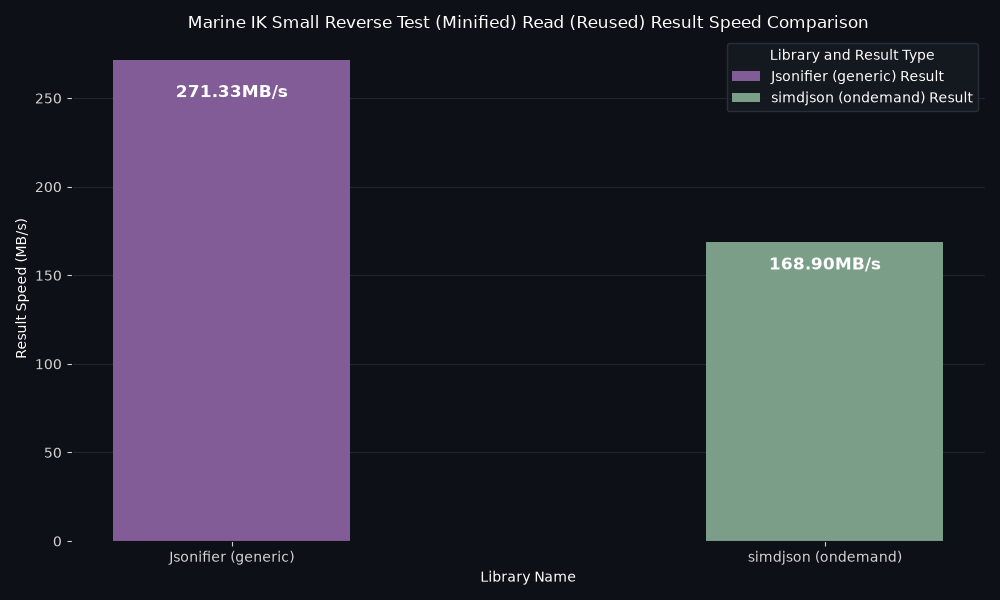 Marine IK Small Reverse Test (Minified) Read (Reused) Result Speed Comparison
Library and Result Type
Jsonifier (generic) Result
simdjson (ondemand) Result
271.33MB/s
168.90MB/s
Result Speed (MB/s)
250
200
150
100
50
0
Jsonifier (generic)
simdjson (ondemand)
Library Name